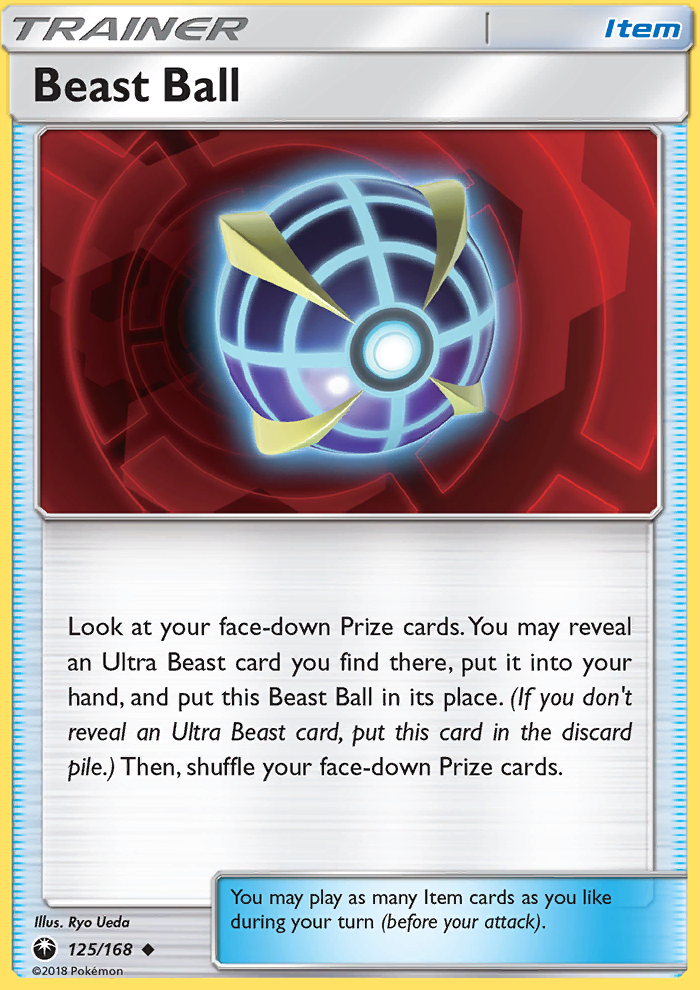 TRAINER
Item
Beast Ball
Look at your face-down Prize cards. You may reveal
an Ultra Beast card you find there, put it into your
hand, and put this Beast Ball in its place. (If you don't
reveal an Ultra Beast card, put this card in the discard
pile.) Then, shuffle your face-down Prize cards.
You may play as many Item cards as you like
during your turn (before your attack).
Illus. Ryo Ueda
125/168 ◆
©2018 Pokémon